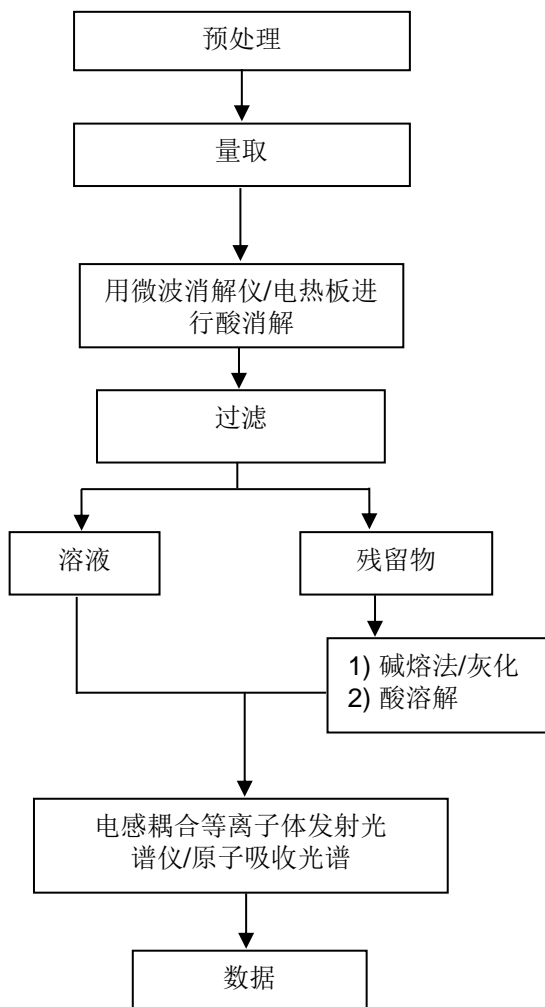 预处理
量取
用微波消解仪/电热板进
行酸消解
过滤
溶液
残留物
1) 碱熔法/灰化
2) 酸溶解
电感耦合等离子体发射光
谱仪/原子吸收光谱
数据